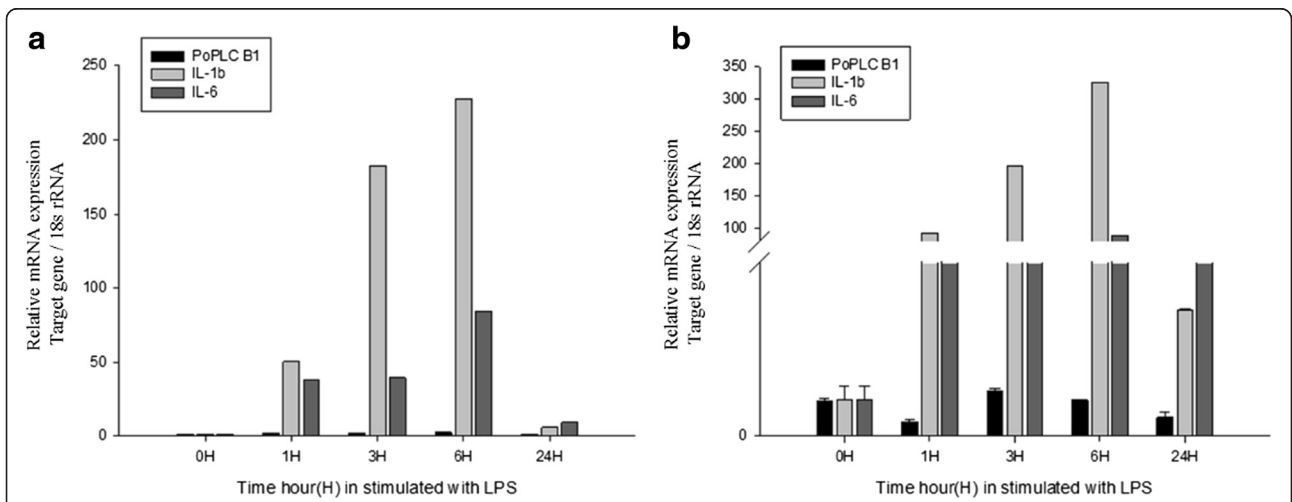 a
PoPLC B1
IL-1b
IL-6
250
200
150
100
50
0
Relative mRNA expression
Target gene / 18s rRNA
0H
1H
3H
6H
24H
Time hour(H) in stimulated with LPS
b
PoPLC B1
IL-1b
IL-6
350
300
250
200
150
100
0
Relative mRNA expression
Target gene / 18s rRNA
0H
1H
3H
6H
24H
Time hour(H) in stimulated with LPS